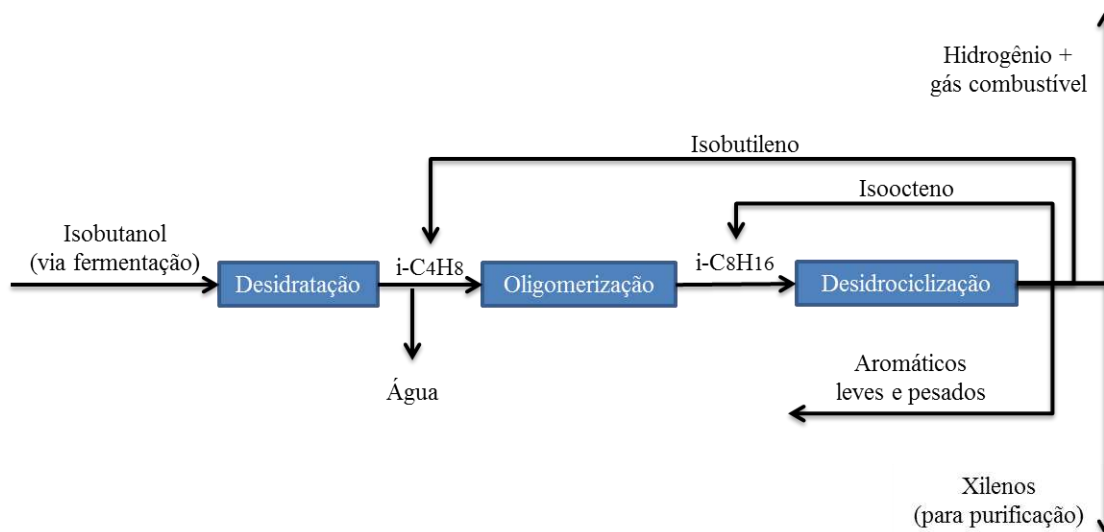 Hidrogênio +
gás combustível
Isobutileno
Isoocteno
Isobutanol
(via fermentação)
Desidratação
i-C4H8
Oligomerização
i-C8H16
Desidrociclização
Água
Aromáticos
leves e pesados
Xilenos
(para purificação)